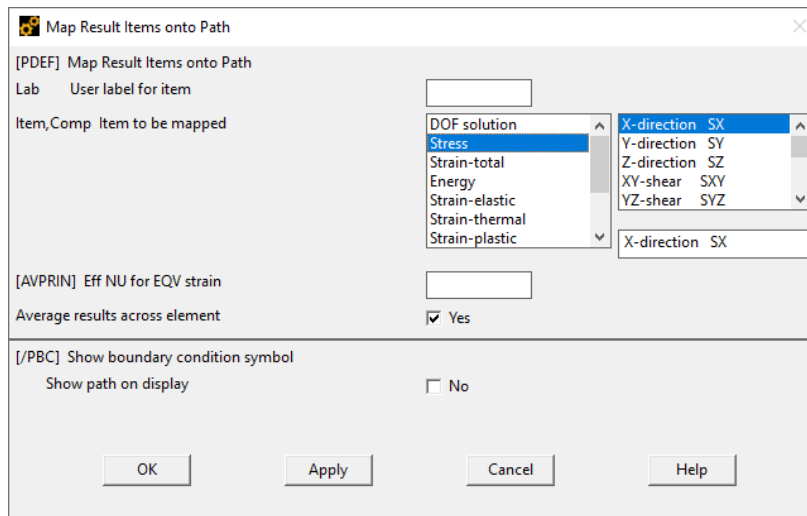 Map Result Items onto Path
[PDEF] Map Result Items onto Path
Lab User label for item
Item,Comp Item to be mapped
DOF solution
Stress
Strain-total
Energy
Strain-elastic
Strain-thermal
Strain-plastic
X-direction SX
Y-direction SY
Z-direction SZ
XY-shear SXY
YZ-shear SYZ
X-direction SX
[AVPRIN] Eff NU for EQV strain
Average results across element
Yes
[/PBC] Show boundary condition symbol
Show path on display
No
OK
Apply
Cancel
Help